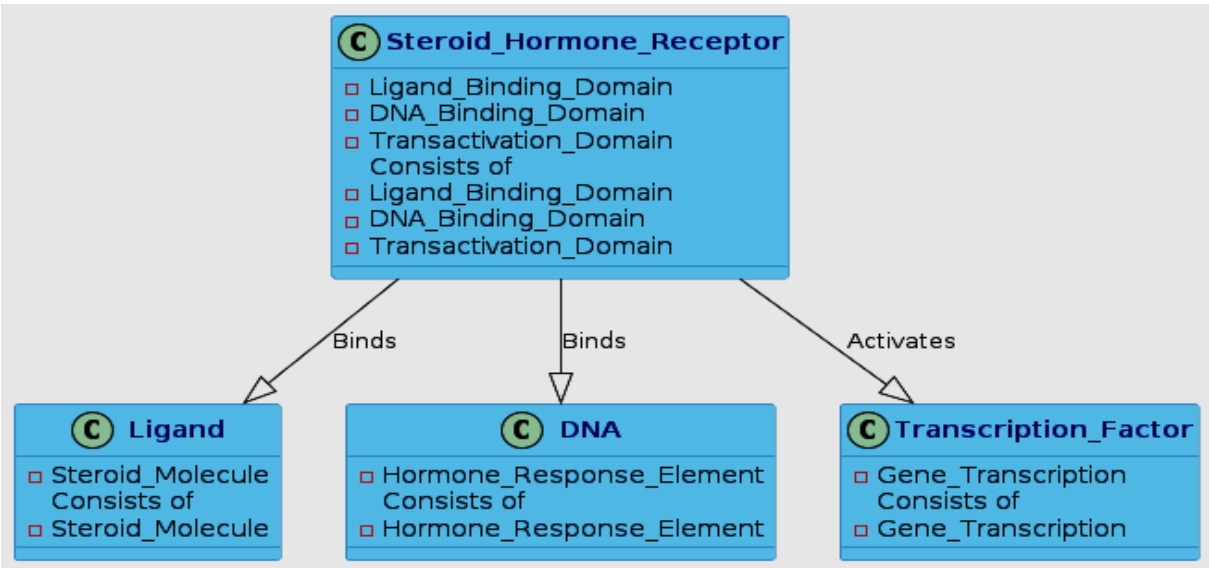 C Steroid_Hormone_Receptor
Ligand_Binding_Domain
DNA_Binding_Domain
Transactivation_Domain
Consists of
Ligand_Binding_Domain
DNA_Binding_Domain
Transactivation_Domain
Binds
Binds
Activates
C Ligand
Steroid_Molecule
Consists of
Steroid_Molecule
C DNA
Hormone_Response_Element
Consists of
Hormone_Response_Element
C Transcription_Factor
Gene_Transcription
Consists of
Gene_Transcription